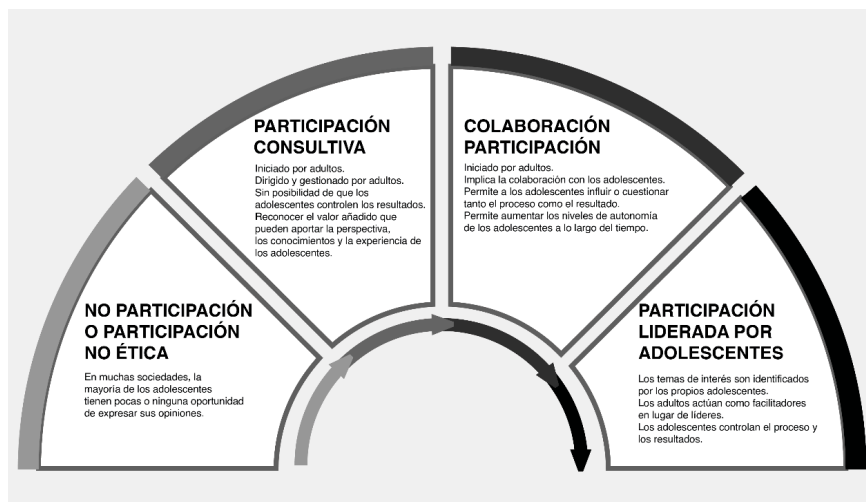 NO PARTICIPACIÓN
O PARTICIPACIÓN
NO ÉTICA
En muchas sociedades, la
mayoría de los adolescentes
tienen pocas o ninguna oportunidad
de expresar sus opiniones.
PARTICIPACIÓN
CONSULTIVA
Iniciado por adultos.
Dirigido y gestionado por adultos.
Sin posibilidad de que los
adolescentes controlen los resultados.
Reconocer el valor añadido que
pueden aportar la perspectiva,
los conocimientos y la experiencia de
los adolescentes.
COLABORACIÓN
PARTICIPACIÓN
Iniciado por adultos.
Implica la colaboración con los adolescentes.
Permite a los adolescentes influir o cuestionar
tanto el proceso como el resultado.
Permite aumentar los niveles de autonomía
de los adolescentes a lo largo del tiempo.
PARTICIPACIÓN
LIDERADA POR
ADOLESCENTES
Los temas de interés son identificados
por los propios adolescentes.
Los adultos actúan como facilitadores
en lugar de líderes.
Los adolescentes controlan el proceso y
los resultados.